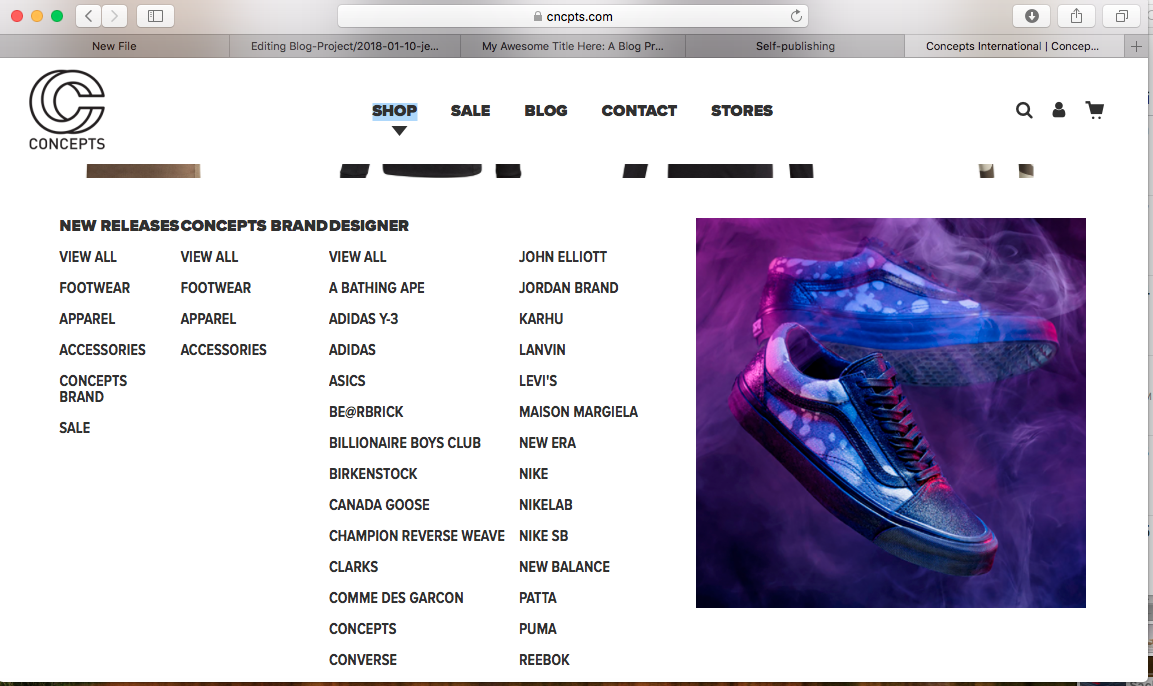 cncpts.com
New File
Editing Blog-Project/2018-01-10-je...
My Awesome Title Here: A Blog Pr...
Self-publishing
Concepts International | Concep...
CONCEPTS
SHOP
SALE
BLOG
CONTACT
STORES
NEW RELEASES
VIEW ALL
FOOTWEAR
APPAREL
ACCESSORIES
CONCEPTS
BRAND
SALE
CONCEPTS BRAND
VIEW ALL
FOOTWEAR
APPAREL
ACCESSORIES
DESIGNER
VIEW ALL
A BATHING APE
ADIDAS Y-3
ADIDAS
ASICS
BE@RBRICK
BILLIONAIRE BOYS CLUB
BIRKENSTOCK
CANADA GOOSE
CHAMPION REVERSE WEAVE
CLARKS
COMME DES GARCON
CONCEPTS
CONVERSE
JOHN ELLIOTT
JORDAN BRAND
KARHU
LANVIN
LEVI'S
MAISON MARGIELA
NEW ERA
NIKE
NIKELAB
NIKE SB
NEW BALANCE
PATTA
PUMA
REEBOK